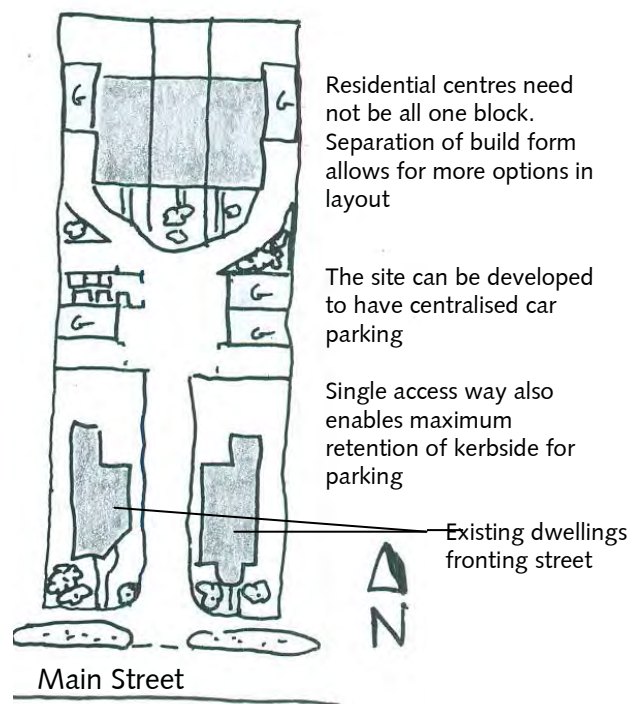 G
G
Residential centres need
not be all one block.
Separation of build form
allows for more options in
layout
The site can be developed
to have centralised car
parking
G
G
G
Single access way also
enables maximum
retention of kerbside for
parking
Existing dwellings
fronting street
N
Main Street